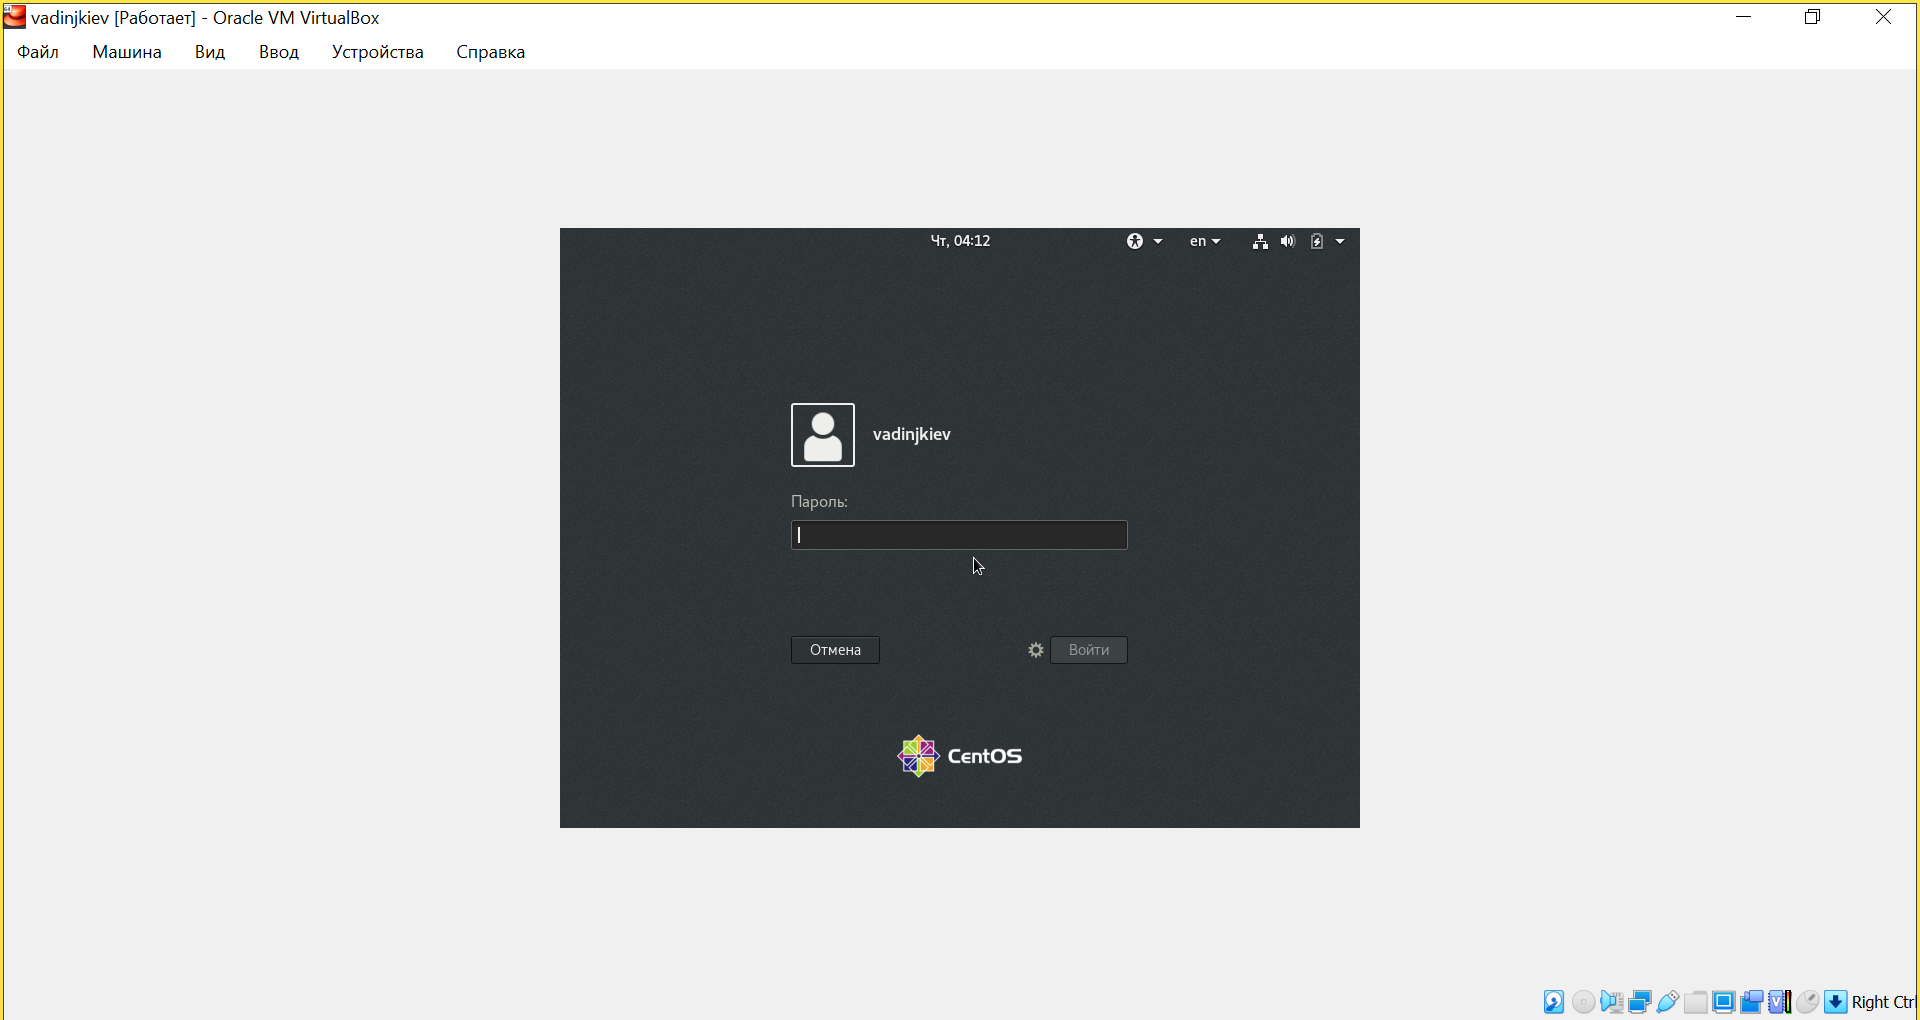 vadinjkiev [Работает] - Oracle VM VirtualBox
Файл Машина Вид Ввод Устройства Справка
Чт, 04:12 en
vadinjkiev
Пароль:
Отмена Войти
CentOS
Right Ctrl